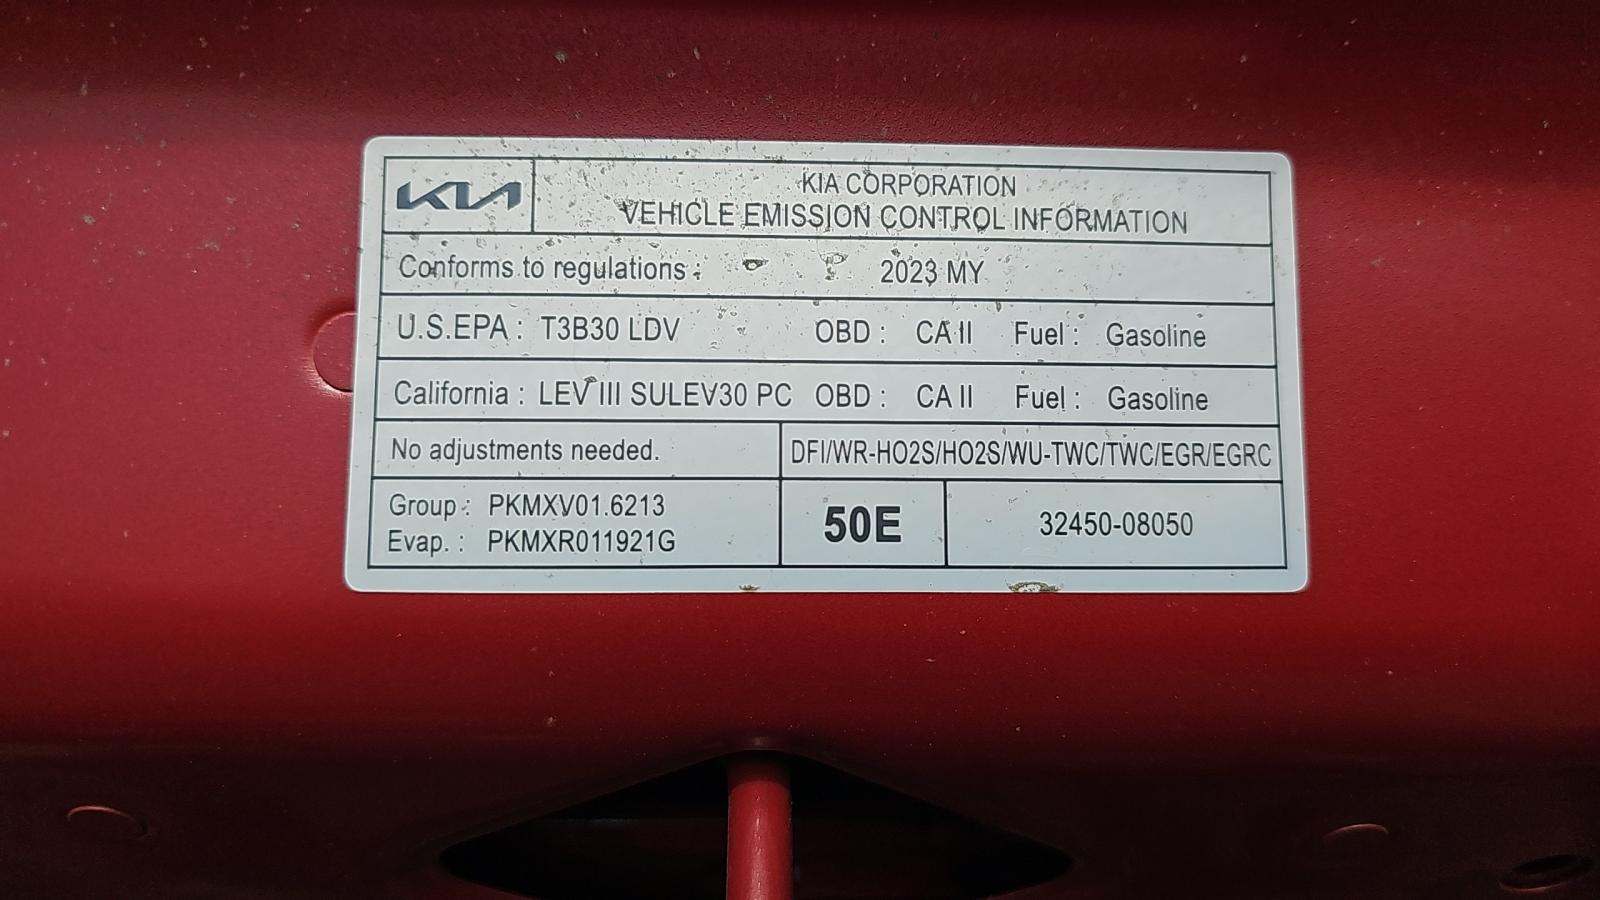 KIA
KIA CORPORATION
VEHICLE EMISSION CONTROL INFORMATION
Conforms to regulations : 2023 MY
U.S.EPA : T3B30 LDV OBD : CA II Fuel : Gasoline
California : LEV III SULEV30 PC OBD : CA II Fuel : Gasoline
No adjustments needed. DFI/WR-HO2S/HO2S/WU-TWC/TWC/EGR/EGRC
Group : PKMXV01.6213
Evap. : PKMXR011921G
50E
32450-08050